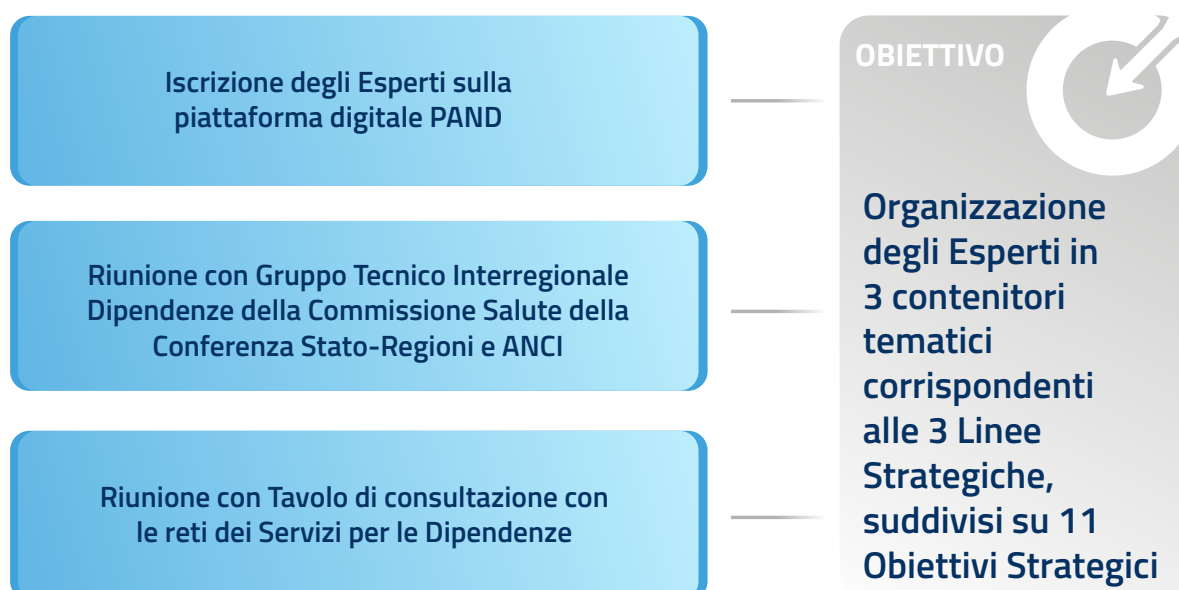 Iscrizione degli Esperti sulla
piattaforma digitale PAND
Riunione con Gruppo Tecnico Interregionale
Dipendenze della Commissione Salute della
Conferenza Stato-Regioni e ANCI
Riunione con Tavolo di consultazione con
le reti dei Servizi per le Dipendenze
OBIETTIVO
Organizzazione
degli Esperti in
3 contenitori
tematici
corrispondenti
alle 3 Linee
Strategiche,
suddivisi su 11
Obiettivi Strategici